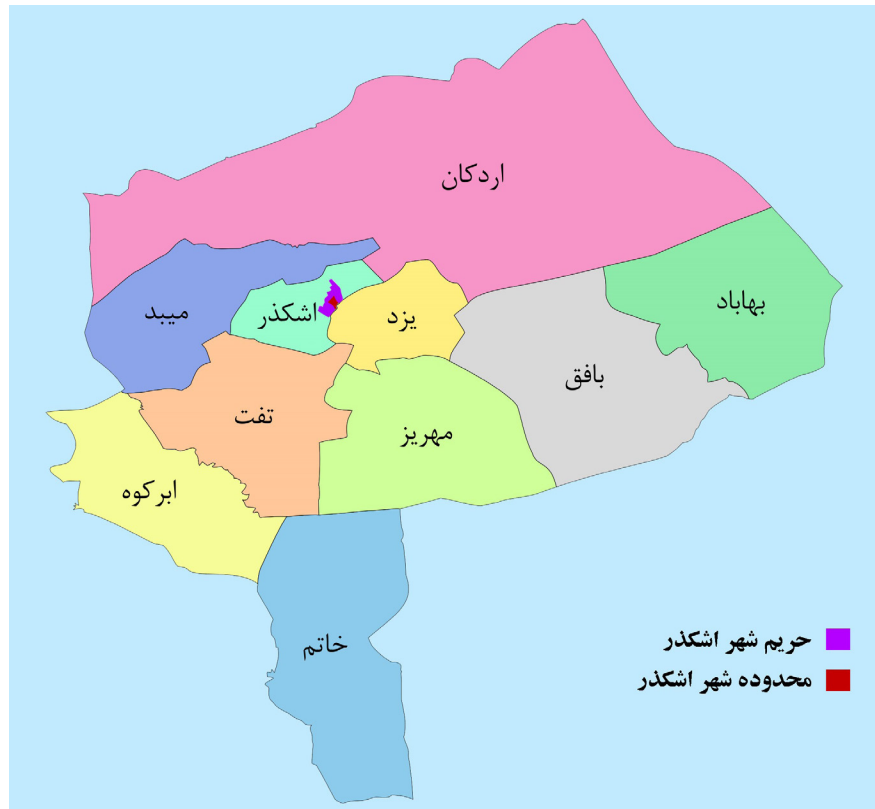 اردکان
بهاباد
میبد
اشکذر
یزد
بافق
تفت
مهریز
ابرکوه
خاتم
حریم شهر اشکذر
محدوده شهر اشکذر